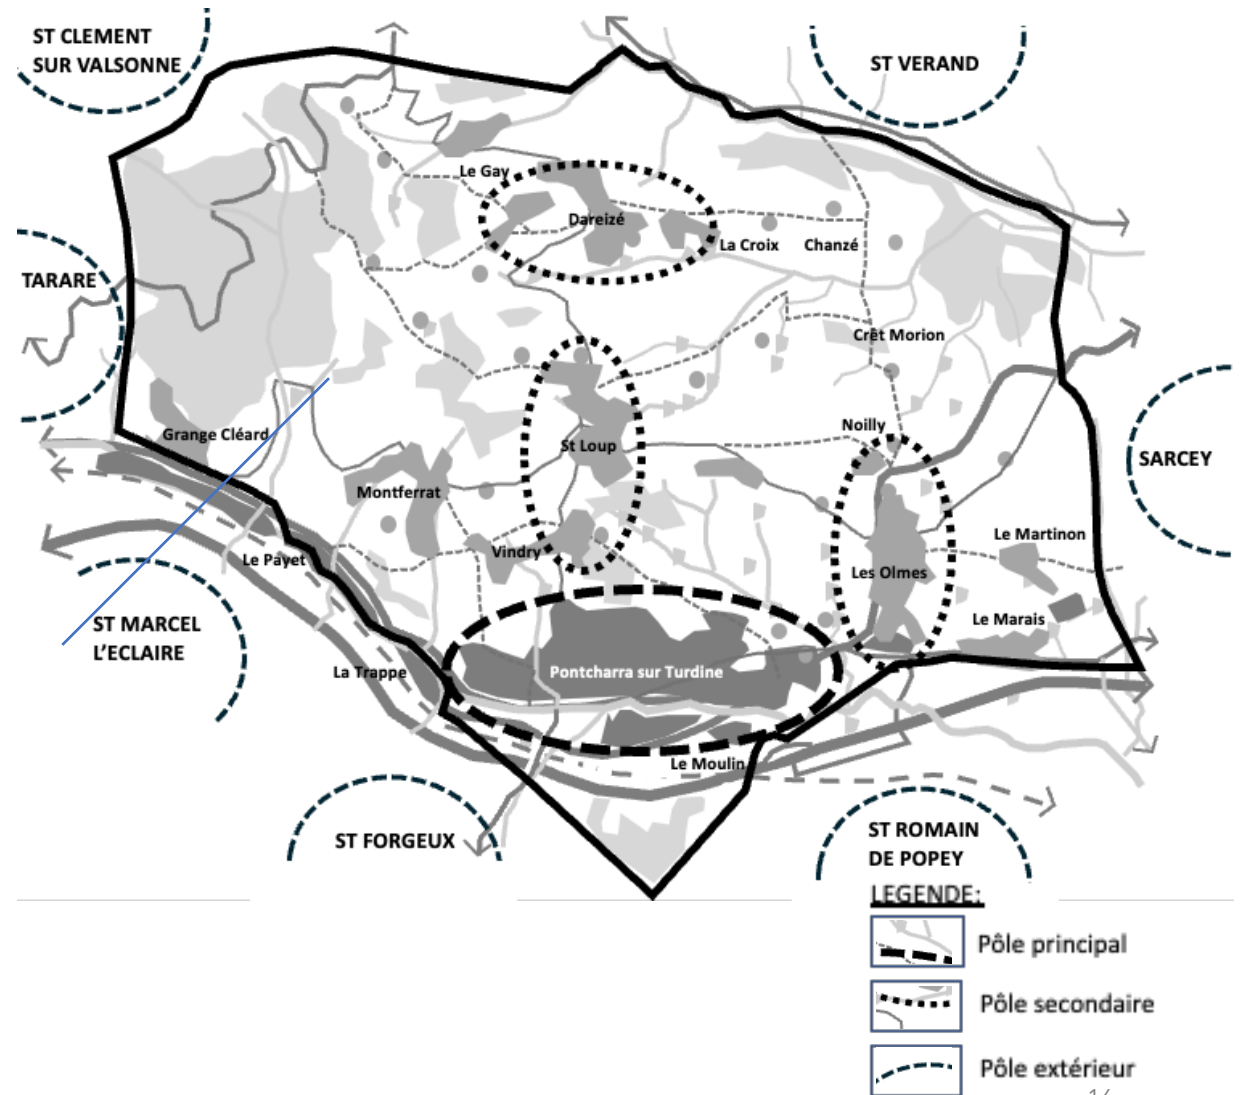 ST CLEMENT
SUR VALSONNE
ST VERAND
Le Gay
Dareizé
La Croix
Chanzé
TARARE
Crêt Morion
Grange Cléard
St Loup
Noilly
SARCEY
Montferrat
Le Martinon
Vindry
Le Payet
Les Olmes
ST MARCEL
L'ECLAIRE
Le Marais
La Trappe
Pontcharra sur Turdine
Le Moulin
ST FORGEUX
ST ROMAIN
DE POPEY
LEGENDE:
Pôle principal
Pôle secondaire
Pôle extérieur